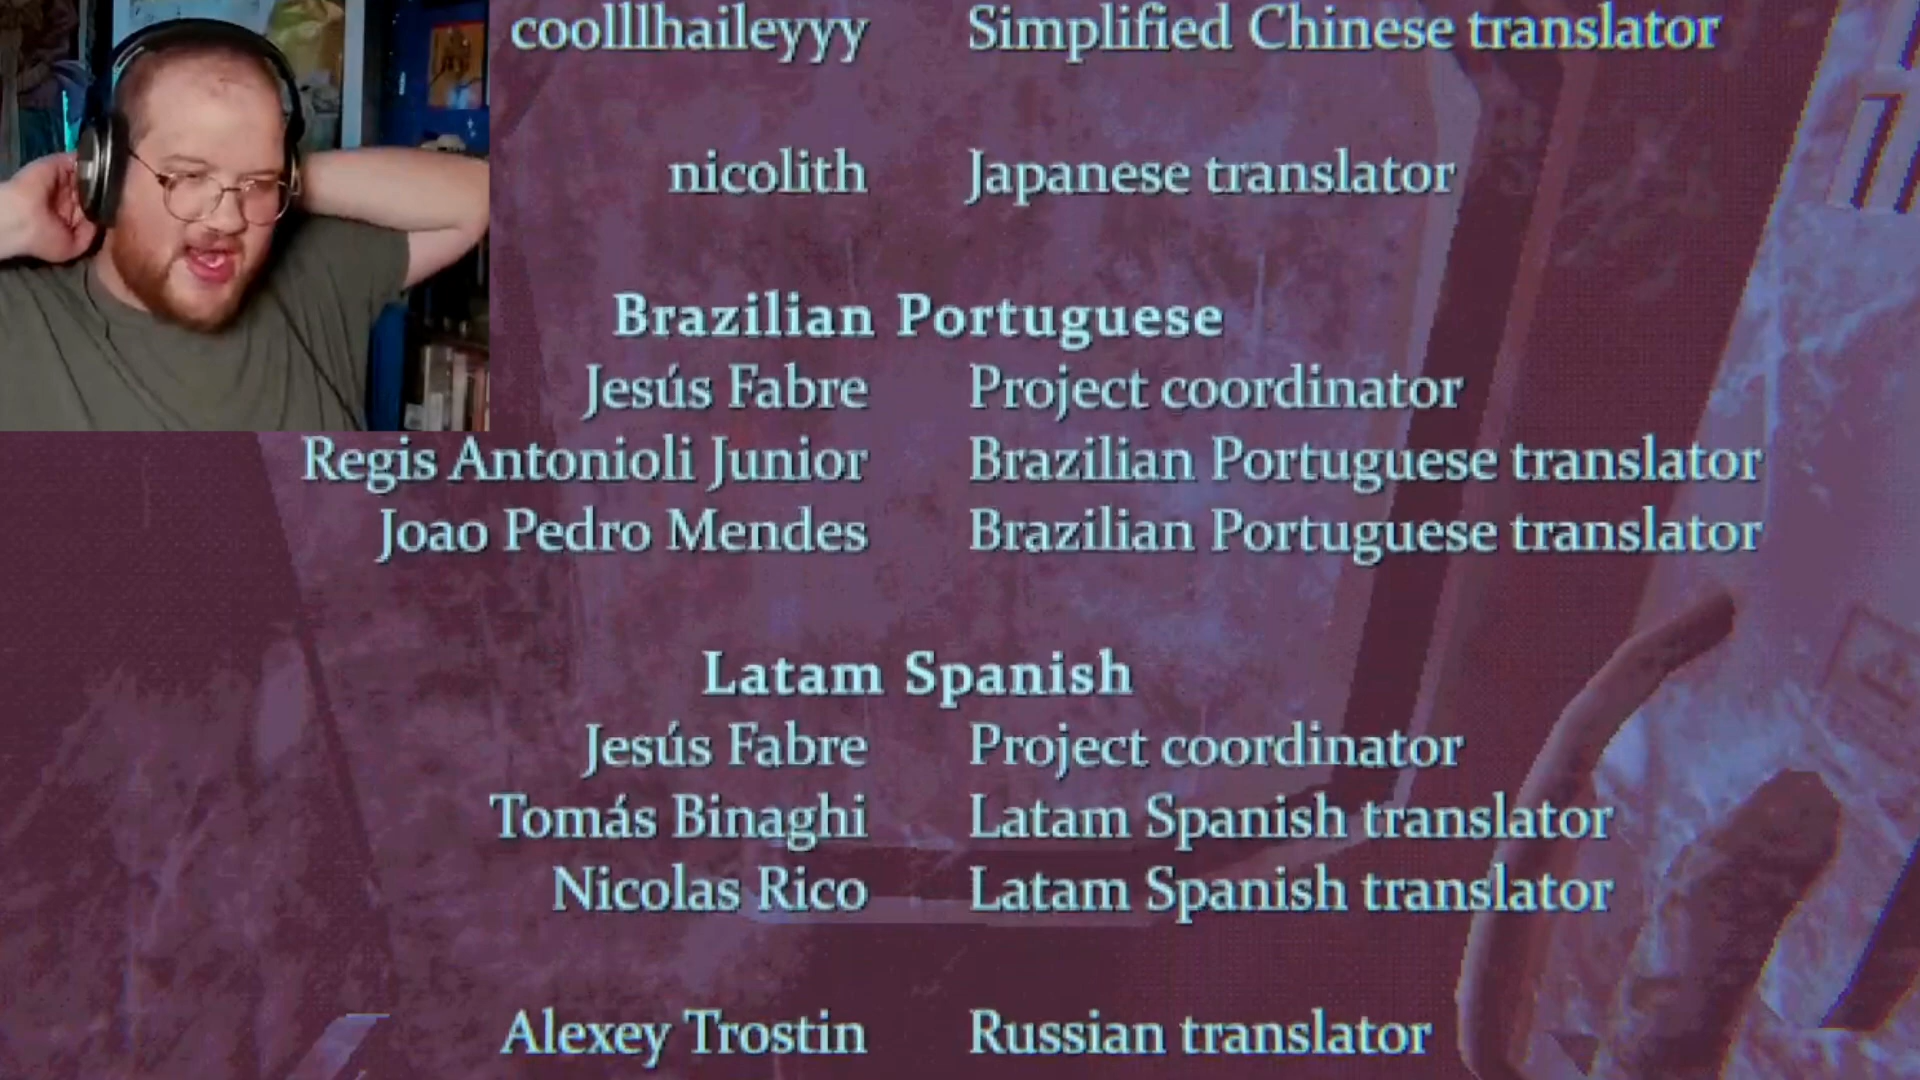 coolllhaileyyy Simplified Chinese translator
nicolith Japanese translator
Brazilian Portuguese
Jesús Fabre Project coordinator
Regis Antonioli Junior Brazilian Portuguese translator
Joao Pedro Mendes Brazilian Portuguese translator
Latam Spanish
Jesús Fabre Project coordinator
Tomás Binaghi Latam Spanish translator
Nicolas Rico Latam Spanish translator
Alexey Trostin Russian translator